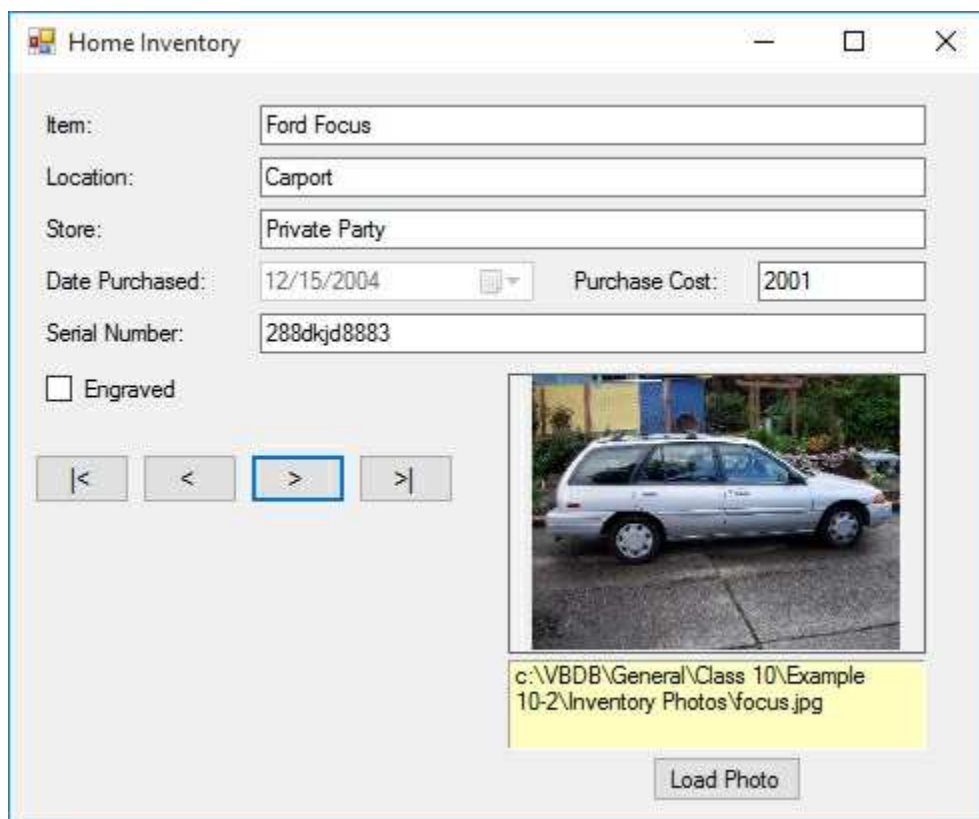 Home Inventory
Item: Ford Focus
Location: Carport
Store: Private Party
Date Purchased: 12/15/2004 Purchase Cost: 2001
Serial Number: 288dkjd8883
Engraved
|< < > >|
c:\VBDB\General\Class 10\Example
10-2\Inventory Photos\focus.jpg
Load Photo